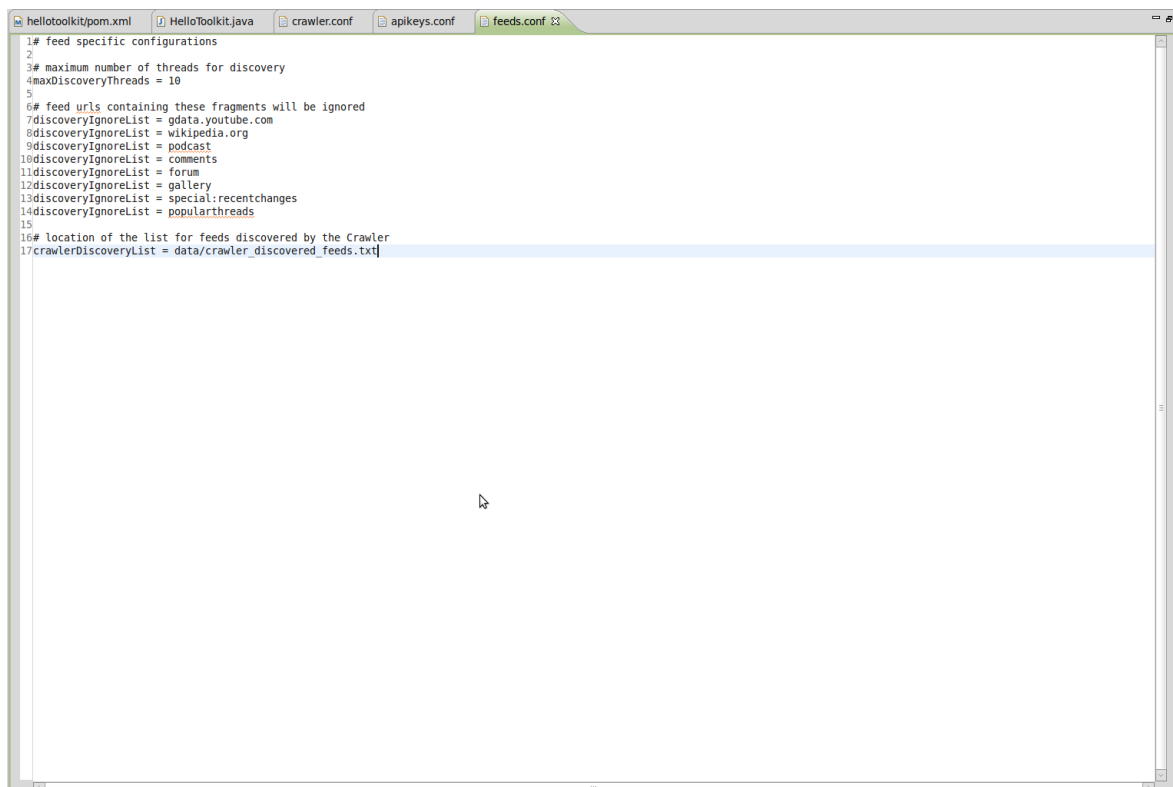 hellotoolkit/pom.xml HelloToolkit.java crawler.conf apikeys.conf feeds.conf
1# feed specific configurations
2
3# maximum number of threads for discovery
4maxDiscoveryThreads = 10
5
6# feed urls containing these fragments will be ignored
7discoveryIgnoreList = gdata.youtube.com
8discoveryIgnoreList = wikipedia.org
9discoveryIgnoreList = podcast
10discoveryIgnoreList = comments
11discoveryIgnoreList = forum
12discoveryIgnoreList = gallery
13discoveryIgnoreList = special:recentchanges
14discoveryIgnoreList = popularthreads
15
16# location of the list for feeds discovered by the Crawler
17crawlerDiscoveryList = data/crawler_discovered_feeds.txt